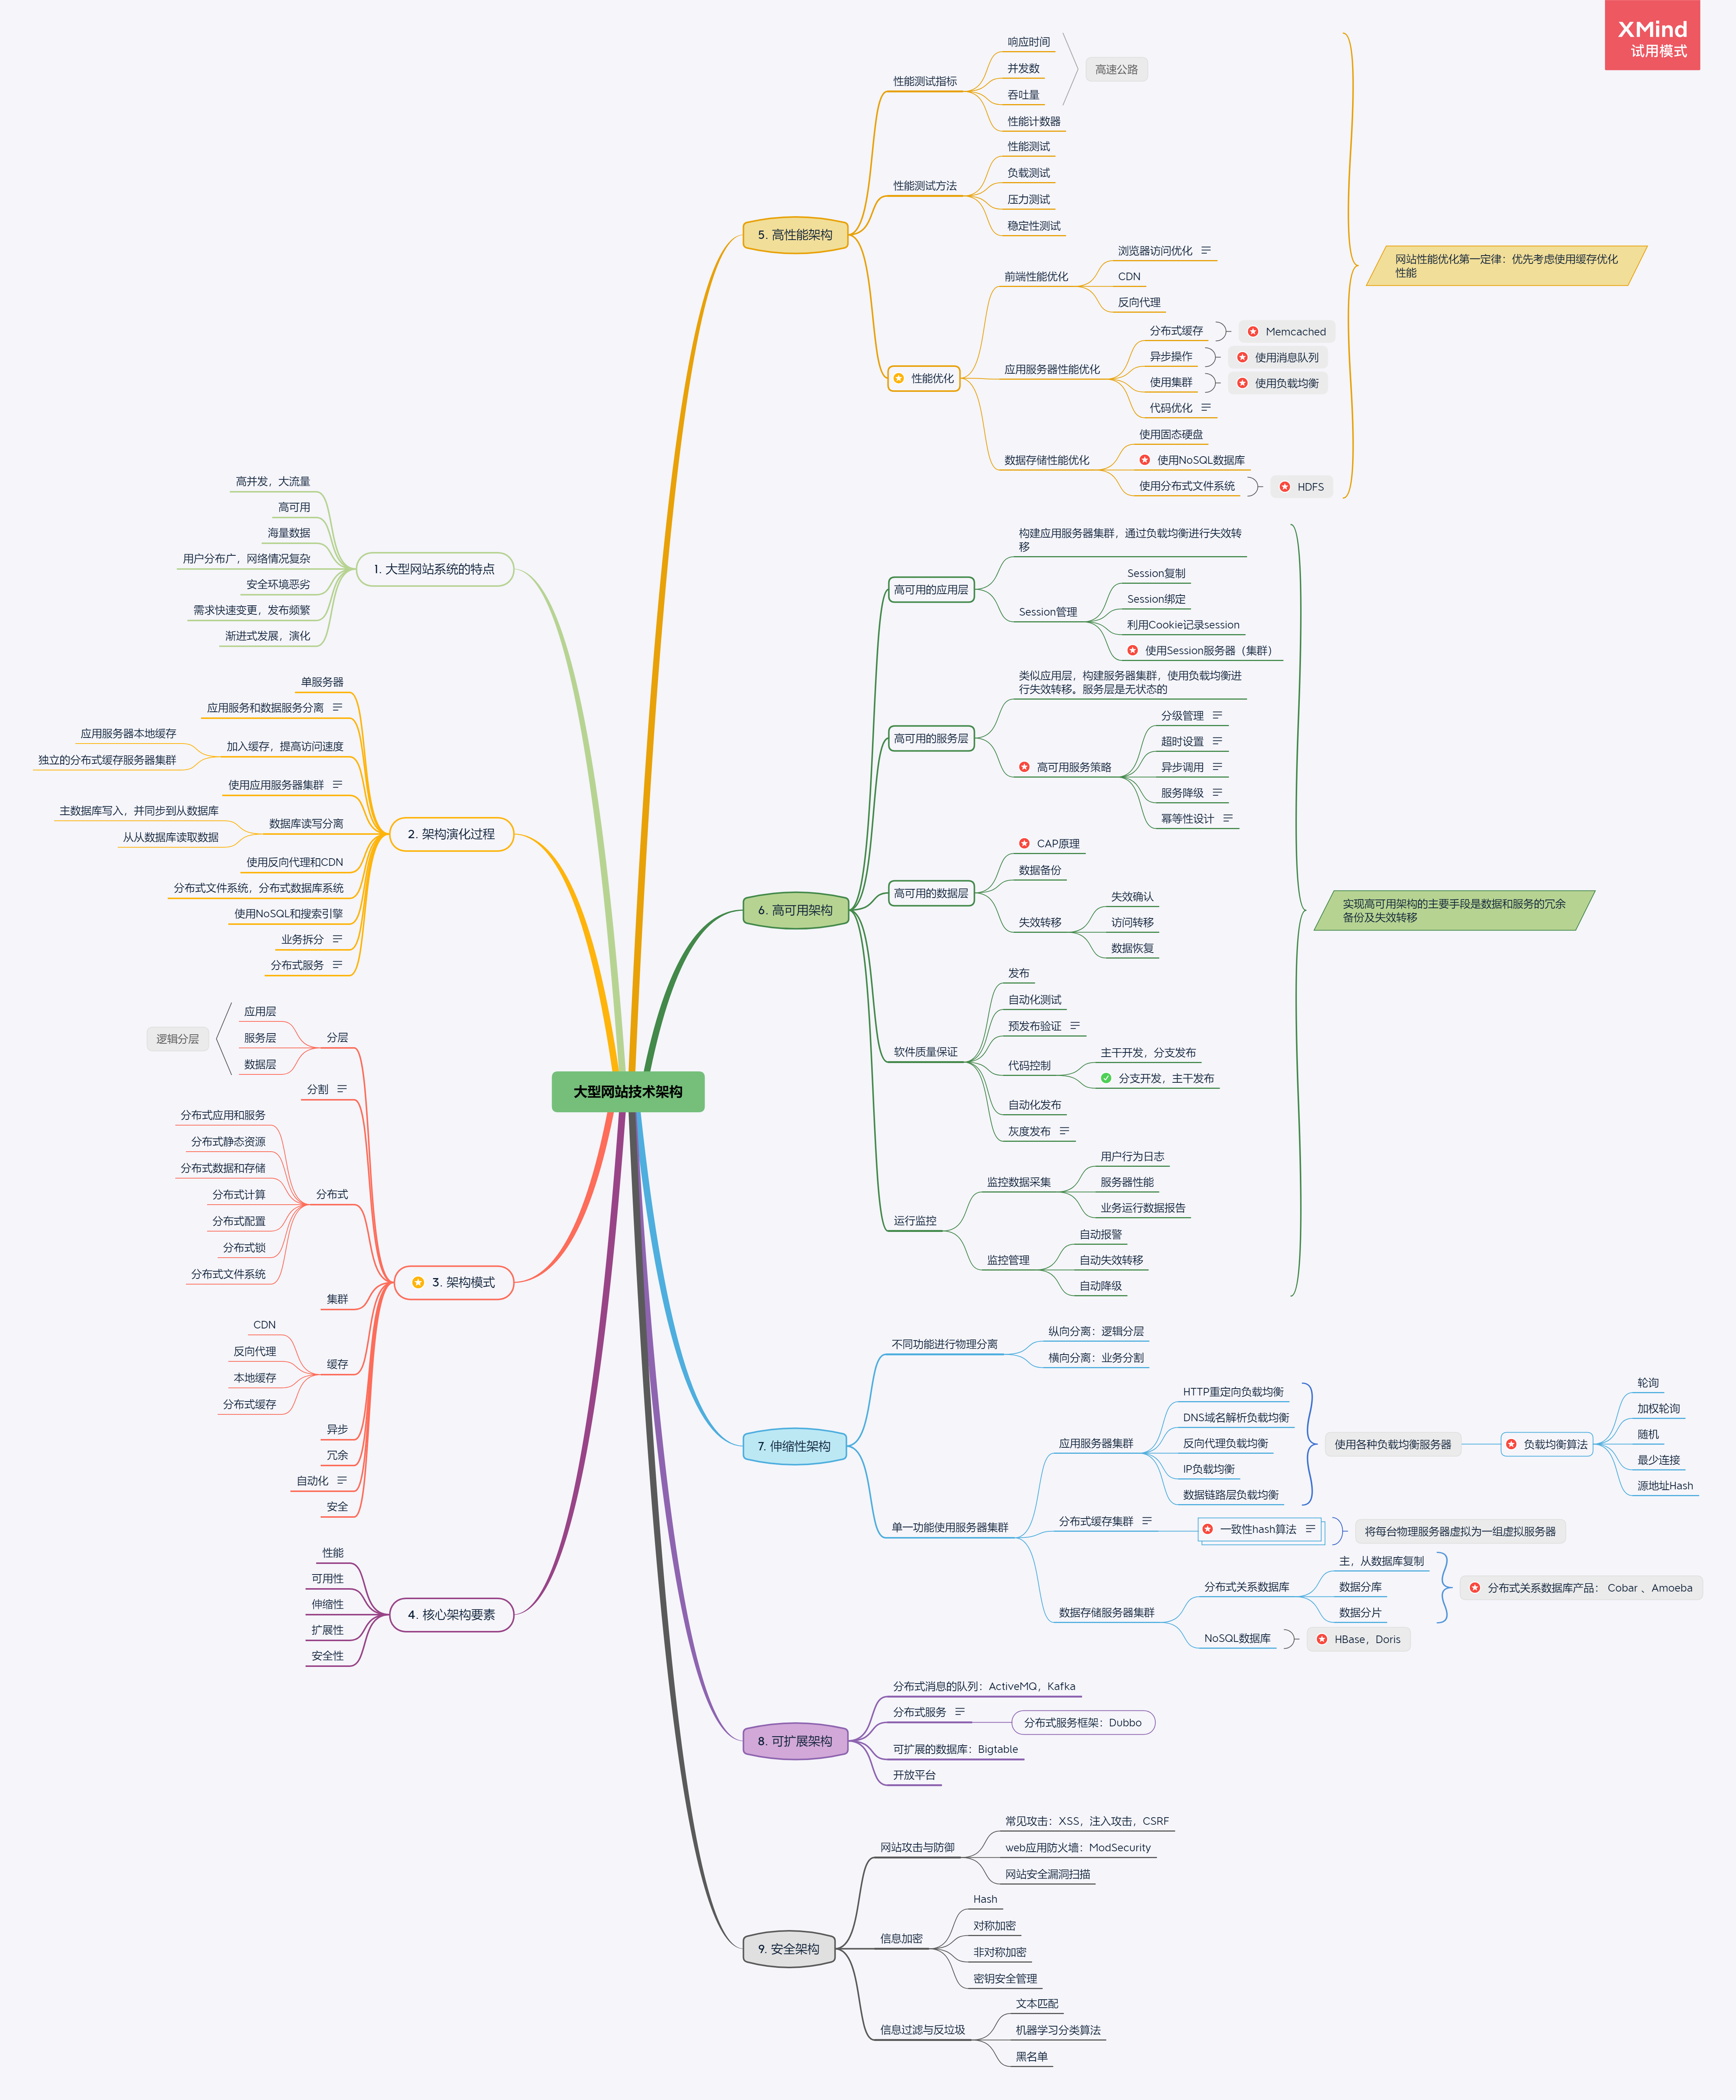 XMind
试用模式
大型网站技术架构
1. 大型网站系统的特点
高并发，大流量
高可用
海量数据
用户分布广，网络情况复杂
安全环境恶劣
需求快速变更，发布频繁
渐进式发展，演化
2. 架构演化过程
单服务器
应用服务和数据服务分离
加入缓存，提高访问速度
应用服务器本地缓存
独立的分布式缓存服务器集群
使用应用服务器集群
数据库读写分离
主数据库写入，并同步到从数据库
从从数据库读取数据
使用反向代理和CDN
分布式文件系统，分布式数据库系统
使用NoSQL和搜索引擎
业务拆分
分布式服务
3. 架构模式
分层
应用层
服务层
数据层
逻辑分层
分割
分布式
分布式应用和服务
分布式静态资源
分布式数据和存储
分布式计算
分布式配置
分布式锁
分布式文件系统
集群
缓存
CDN
反向代理
本地缓存
分布式缓存
异步
冗余
自动化
安全
4. 核心架构要素
性能
可用性
伸缩性
扩展性
安全性
5. 高性能架构
性能测试指标
响应时间
并发数
吞吐量
高速公路
性能计数器
性能测试方法
性能测试
负载测试
压力测试
稳定性测试
性能优化
前端性能优化
浏览器访问优化
CDN
反向代理
应用服务器性能优化
分布式缓存
Memcached
异步操作
使用消息队列
使用集群
使用负载均衡
代码优化
数据存储性能优化
使用固态硬盘
使用NoSQL数据库
使用分布式文件系统
HDFS
网站性能优化第一定律：优先考虑使用缓存优化
性能
6. 高可用架构
高可用的应用层
构建应用服务器集群，通过负载均衡进行失效转
移
Session管理
Session复制
Session绑定
利用Cookie记录session
使用Session服务器（集群）
高可用的服务层
类似应用层，构建服务器集群，使用负载均衡进
行失效转移。服务层是无状态的
高可用服务策略
分级管理
超时设置
异步调用
服务降级
幂等性设计
高可用的数据层
CAP原理
数据备份
失效转移
失效确认
访问转移
数据恢复
软件质量保证
发布
自动化测试
预发布验证
代码控制
主干开发，分支发布
分支开发，主干发布
自动化发布
灰度发布
运行监控
监控数据采集
用户行为日志
服务器性能
业务运行数据报告
监控管理
自动报警
自动失效转移
自动降级
实现高可用架构的主要手段是数据和服务的冗余
备份及失效转移
7. 伸缩性架构
不同功能进行物理分离
纵向分离：逻辑分层
横向分离：业务分割
单一功能使用服务器集群
应用服务器集群
HTTP重定向负载均衡
DNS域名解析负载均衡
反向代理负载均衡
IP负载均衡
数据链路层负载均衡
使用各种负载均衡服务器
负载均衡算法
轮询
加权轮询
随机
最少连接
源地址Hash
分布式缓存集群
一致性hash算法
将每台物理服务器虚拟为一组虚拟服务器
数据存储服务器集群
分布式关系数据库
主，从数据库复制
数据分库
数据分片
分布式关系数据库产品： Cobar 、Amoeba
NoSQL数据库
HBase，Doris
8. 可扩展架构
分布式消息的队列：ActiveMQ，Kafka
分布式服务
分布式服务框架：Dubbo
可扩展的数据库：Bigtable
开放平台
9. 安全架构
网站攻击与防御
常见攻击：XSS，注入攻击，CSRF
web应用防火墙：ModSecurity
网站安全漏洞扫描
信息加密
Hash
对称加密
非对称加密
密钥安全管理
信息过滤与反垃圾
文本匹配
机器学习分类算法
黑名单